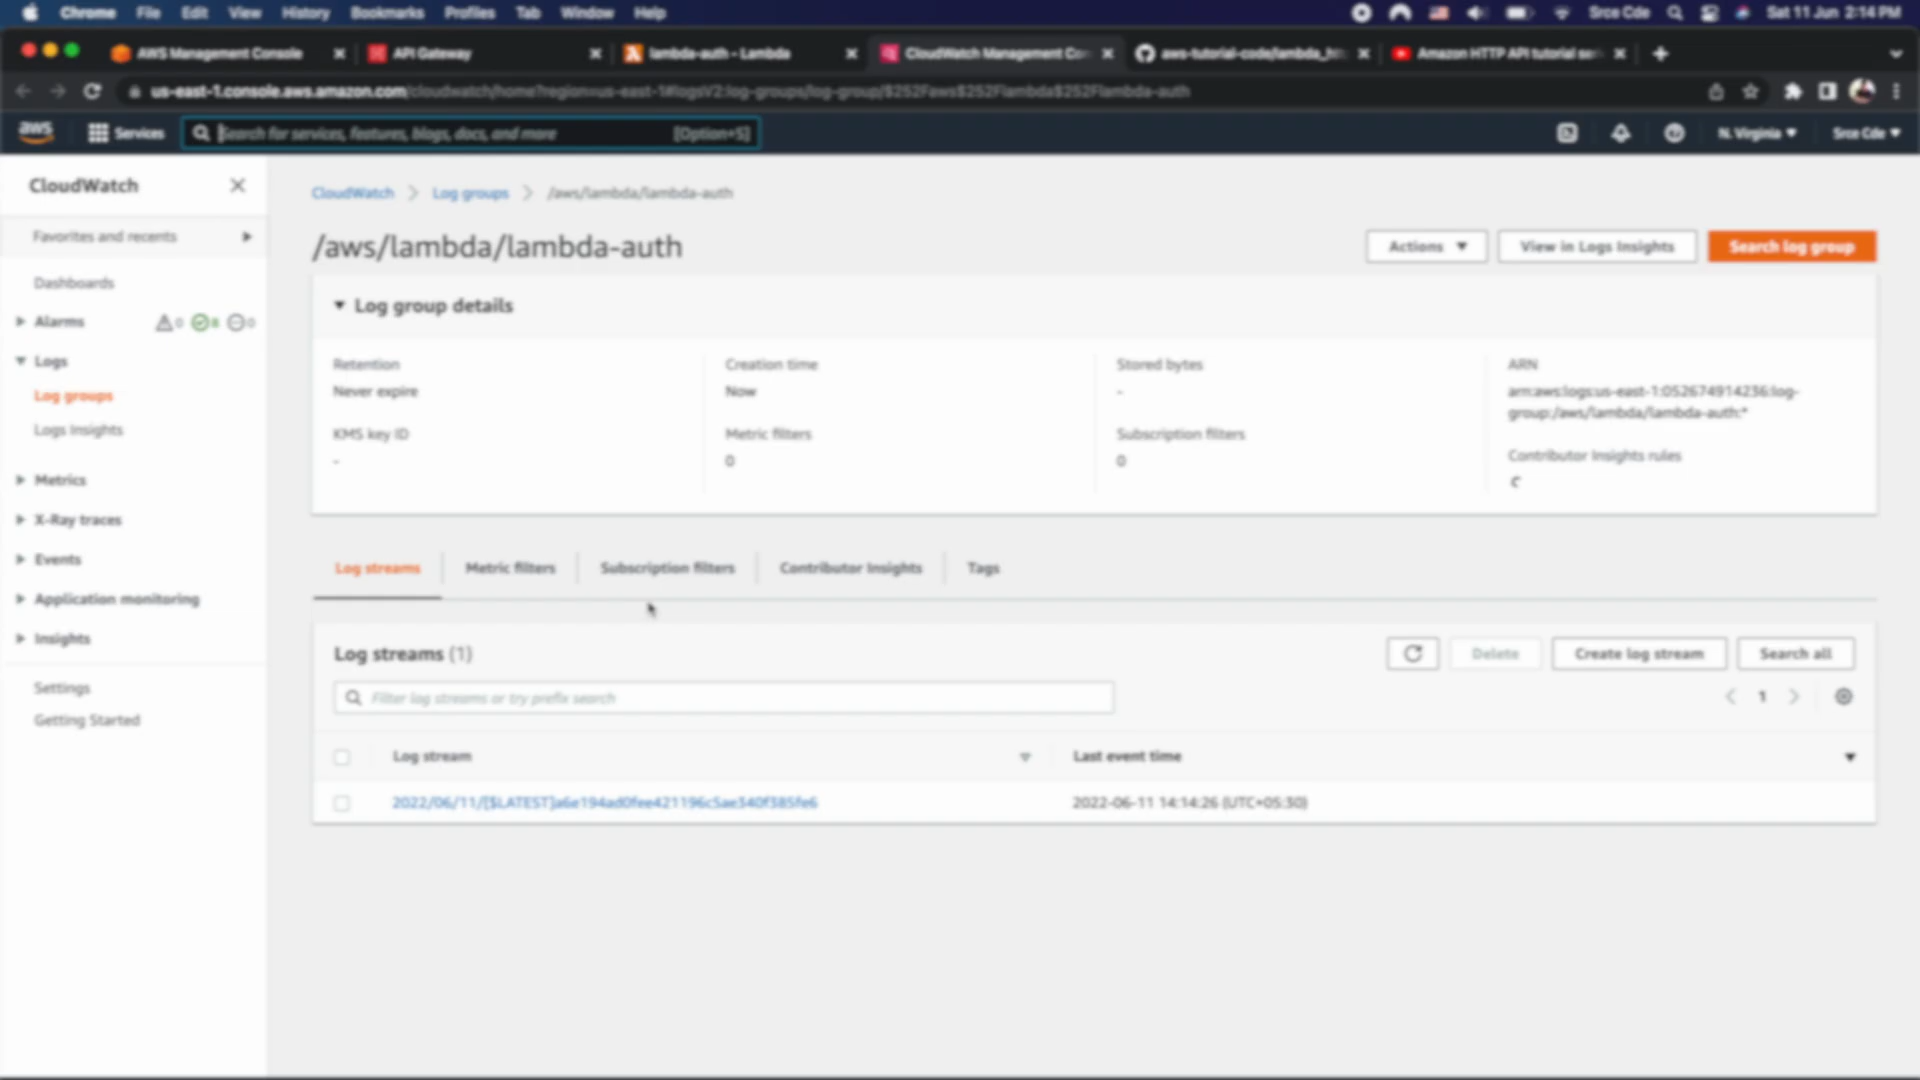 Chrome File Edit View History Bookmarks Profiles Tab Window Help Srce Cde Sat 11 Jun 2:14 PM
AWS Management Console API Gateway lambda-auth - Lambda CloudWatch Management Co aws-tutorial-code/lambda_ht Amazon HTTP API tutorial ser
us-east-1.console.aws.amazon.com/cloudwatch/home?region=us-east-1#logsV2:log-groups/log-group/$252Faws$252Flambda$252Flambda-auth
aws Services Search for services, features, blogs, docs, and more [Option+S] N. Virginia Srce Cde
CloudWatch
Favorites and recents
Dashboards
Alarms 0 8 0
Logs
Log groups
Logs Insights
Metrics
X-Ray traces
Events
Application monitoring
Insights
Settings
Getting Started
CloudWatch Log groups /aws/lambda/lambda-auth
/aws/lambda/lambda-auth
Actions View in Logs Insights Search log group
Log group details
Retention
Never expire
KMS key ID
-
Creation time
Now
Metric filters
0
Stored bytes
-
Subscription filters
0
ARN
arn:aws:logs:us-east-1:052674914236:log-
group:/aws/lambda/lambda-auth:*
Contributor Insights rules
Log streams Metric filters Subscription filters Contributor Insights Tags
Log streams (1)
Delete Create log stream Search all
Filter log streams or try prefix search
1
Log stream Last event time
2022/06/11/[$LATEST]a6e194ad0fee421196c5ae340f385fe6 2022-06-11 14:14:26 (UTC+05:30)